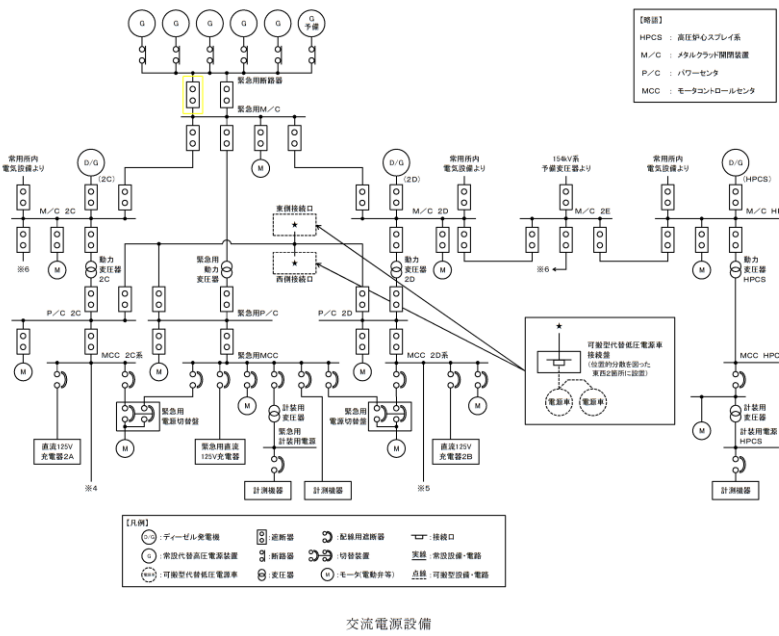 G
G
G
G
G
G
予備
【略語】
HPCS : 高圧炉心スプレイ系
M/C : メタルクラッド開閉装置
P/C : パワーセンタ
MCC : モータコントロールセンタ
緊急用断路器
緊急用M/C
常用所内
電気設備より
D/G
(2C)
M
D/G
(2D)
常用所内
電気設備より
154kV系
予備変圧器より
常用所内
電気設備より
D/G
(HPCS)
M/C 2C
M/C 2D
M/C 2E
M/C HP
東側接続口
★
★
西側接続口
※6
M
動力
変圧器
2C
緊急用
動力
変圧器
動力
変圧器
2D
M
※6
M
動力
変圧器
HPCS
P/C 2C
緊急用P/C
P/C 2D
★
可搬型代替低圧電源車
接続盤
(位置的分散を図った
東西2箇所に設置)
電源車
電源車
M
MCC 2C系
M
緊急用MCC
M
MCC 2D系
MCC HPC
M
緊急用
電源切替盤
M
計装用
変圧器
緊急用
計装用電源
M
緊急用
電源切替盤
M
M
計装用
変圧器
計装用電源
HPCS
直流125V
充電器2A
M
緊急用直流
125V充電器
M
直流125V
充電器2B
※4
計測機器
計測機器
※5
計測機器
【凡例】
D/G :ディーゼル発電機
:遮断器
:配線用遮断器
:接続口
G :常設代替高圧電源装置
:断路器
:切替装置
実線 :常設設備・電路
電源車 :可搬型代替低圧電源車
:変圧器
M :モータ(電動弁等)
点線 :可搬型設備・電路
交流電源設備